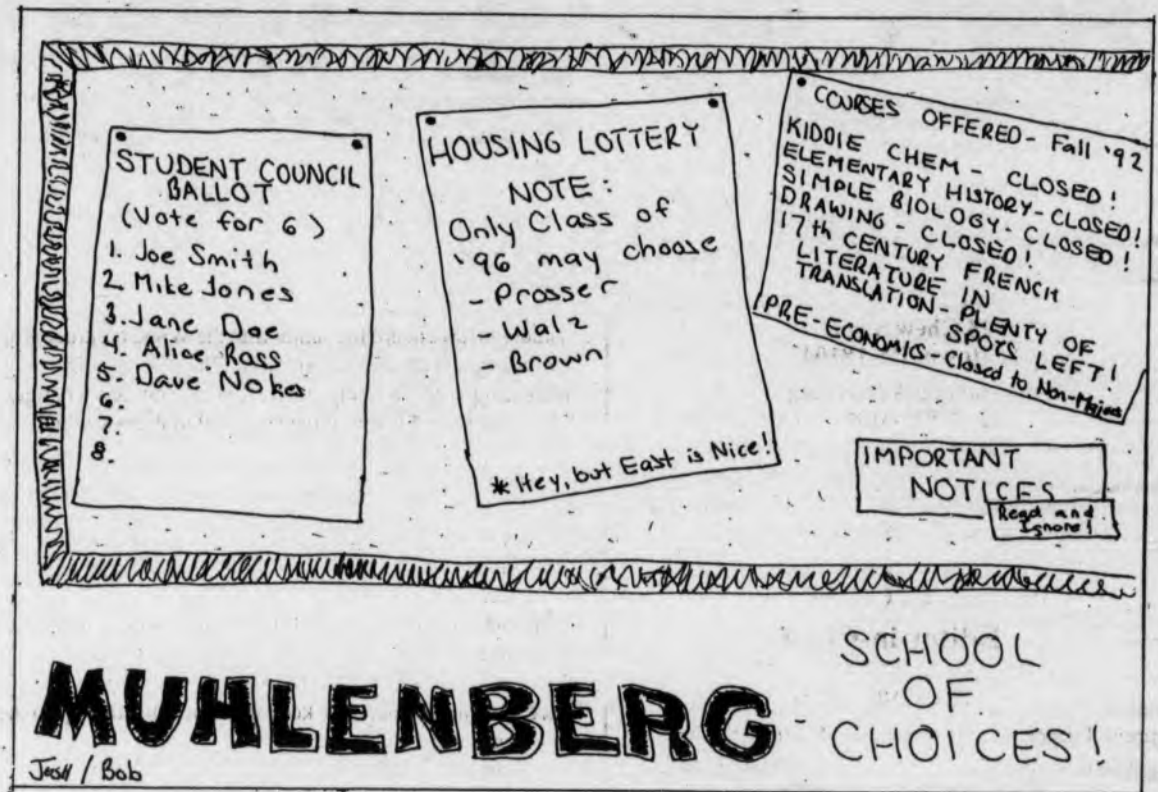 STUDENT COUNCIL
BALLOT
(Vote for 6)
1. Joe Smith
2. Mike Jones
3. Jane Doe
4. Alice Ross
5. Dave Nokes
6.
7.
8.
HOUSING LOTTERY
NOTE:
Only Class of
'96 may choose
- Prosser
- Walz
- Brown
* Hey, but East is Nice!
COURSES OFFERED - Fall '92
KIDDIE CHEM - CLOSED!
ELEMENTARY HISTORY - CLOSED!
SIMPLE BIOLOGY - CLOSED!
DRAWING - CLOSED!
17th CENTURY FRENCH
LITERATURE IN
TRANSLATION - PLENTY OF
SPOTS LEFT!
PRE-ECONOMICS - Closed to Non-Majors
IMPORTANT
NOTICES
Read and
Ignore!
MUHLENBERG -
SCHOOL
OF
CHOICES!
Josh / Bob